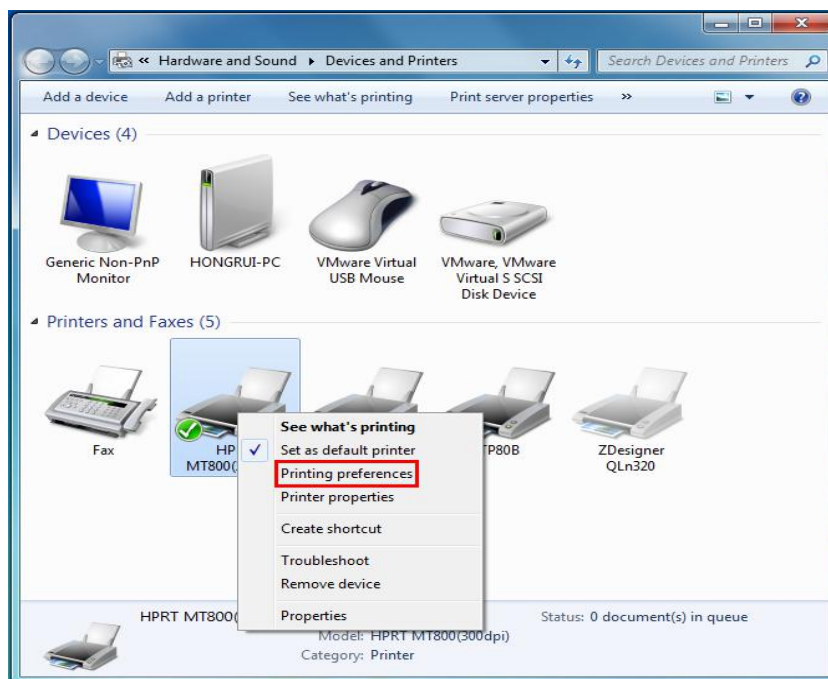 « Hardware and Sound ▸ Devices and Printers
Search Devices and Printers
Add a device
Add a printer
See what's printing
Print server properties
»
Devices (4)
Generic Non-PnP
Monitor
HONGRUI-PC
VMware Virtual
USB Mouse
VMware, VMware
Virtual S SCSI
Disk Device
Printers and Faxes (5)
Fax
HP
MT800(
TP80B
ZDesigner
QLn320
See what's printing
Set as default printer
Printing preferences
Printer properties
Create shortcut
Troubleshoot
Remove device
Properties
HPRT MT800(
Status: 0 document(s) in queue
Model: HPRT MT800(300dpi)
Category: Printer